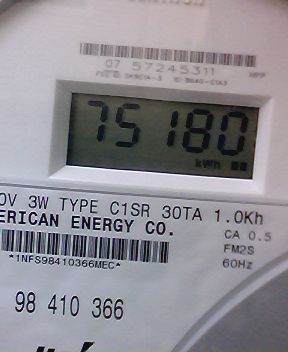 07 57245311
75180
kWh
0V 3W TYPE C1SR 30TA 1.0Kh
ERICAN ENERGY CO.
CA 0.5
FM2S
*1NFS98410366MEC*
60Hz
98 410 366